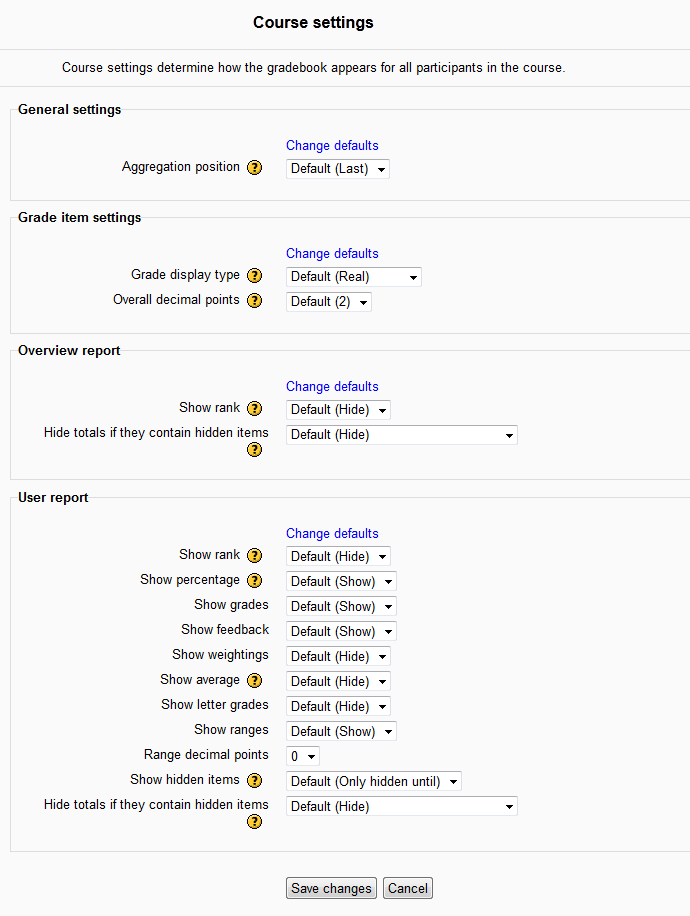 Course settings
Course settings determine how the gradebook appears for all participants in the course.
General settings
Change defaults
Aggregation position ? Default (Last)
Grade item settings
Change defaults
Grade display type ? Default (Real)
Overall decimal points ? Default (2)
Overview report
Change defaults
Show rank ? Default (Hide)
Hide totals if they contain hidden items Default (Hide)
?
User report
Change defaults
Show rank ? Default (Hide)
Show percentage ? Default (Show)
Show grades Default (Show)
Show feedback Default (Show)
Show weightings Default (Hide)
Show average ? Default (Hide)
Show letter grades Default (Hide)
Show ranges Default (Show)
Range decimal points 0
Show hidden items ? Default (Only hidden until)
Hide totals if they contain hidden items Default (Hide)
?
Save changes Cancel